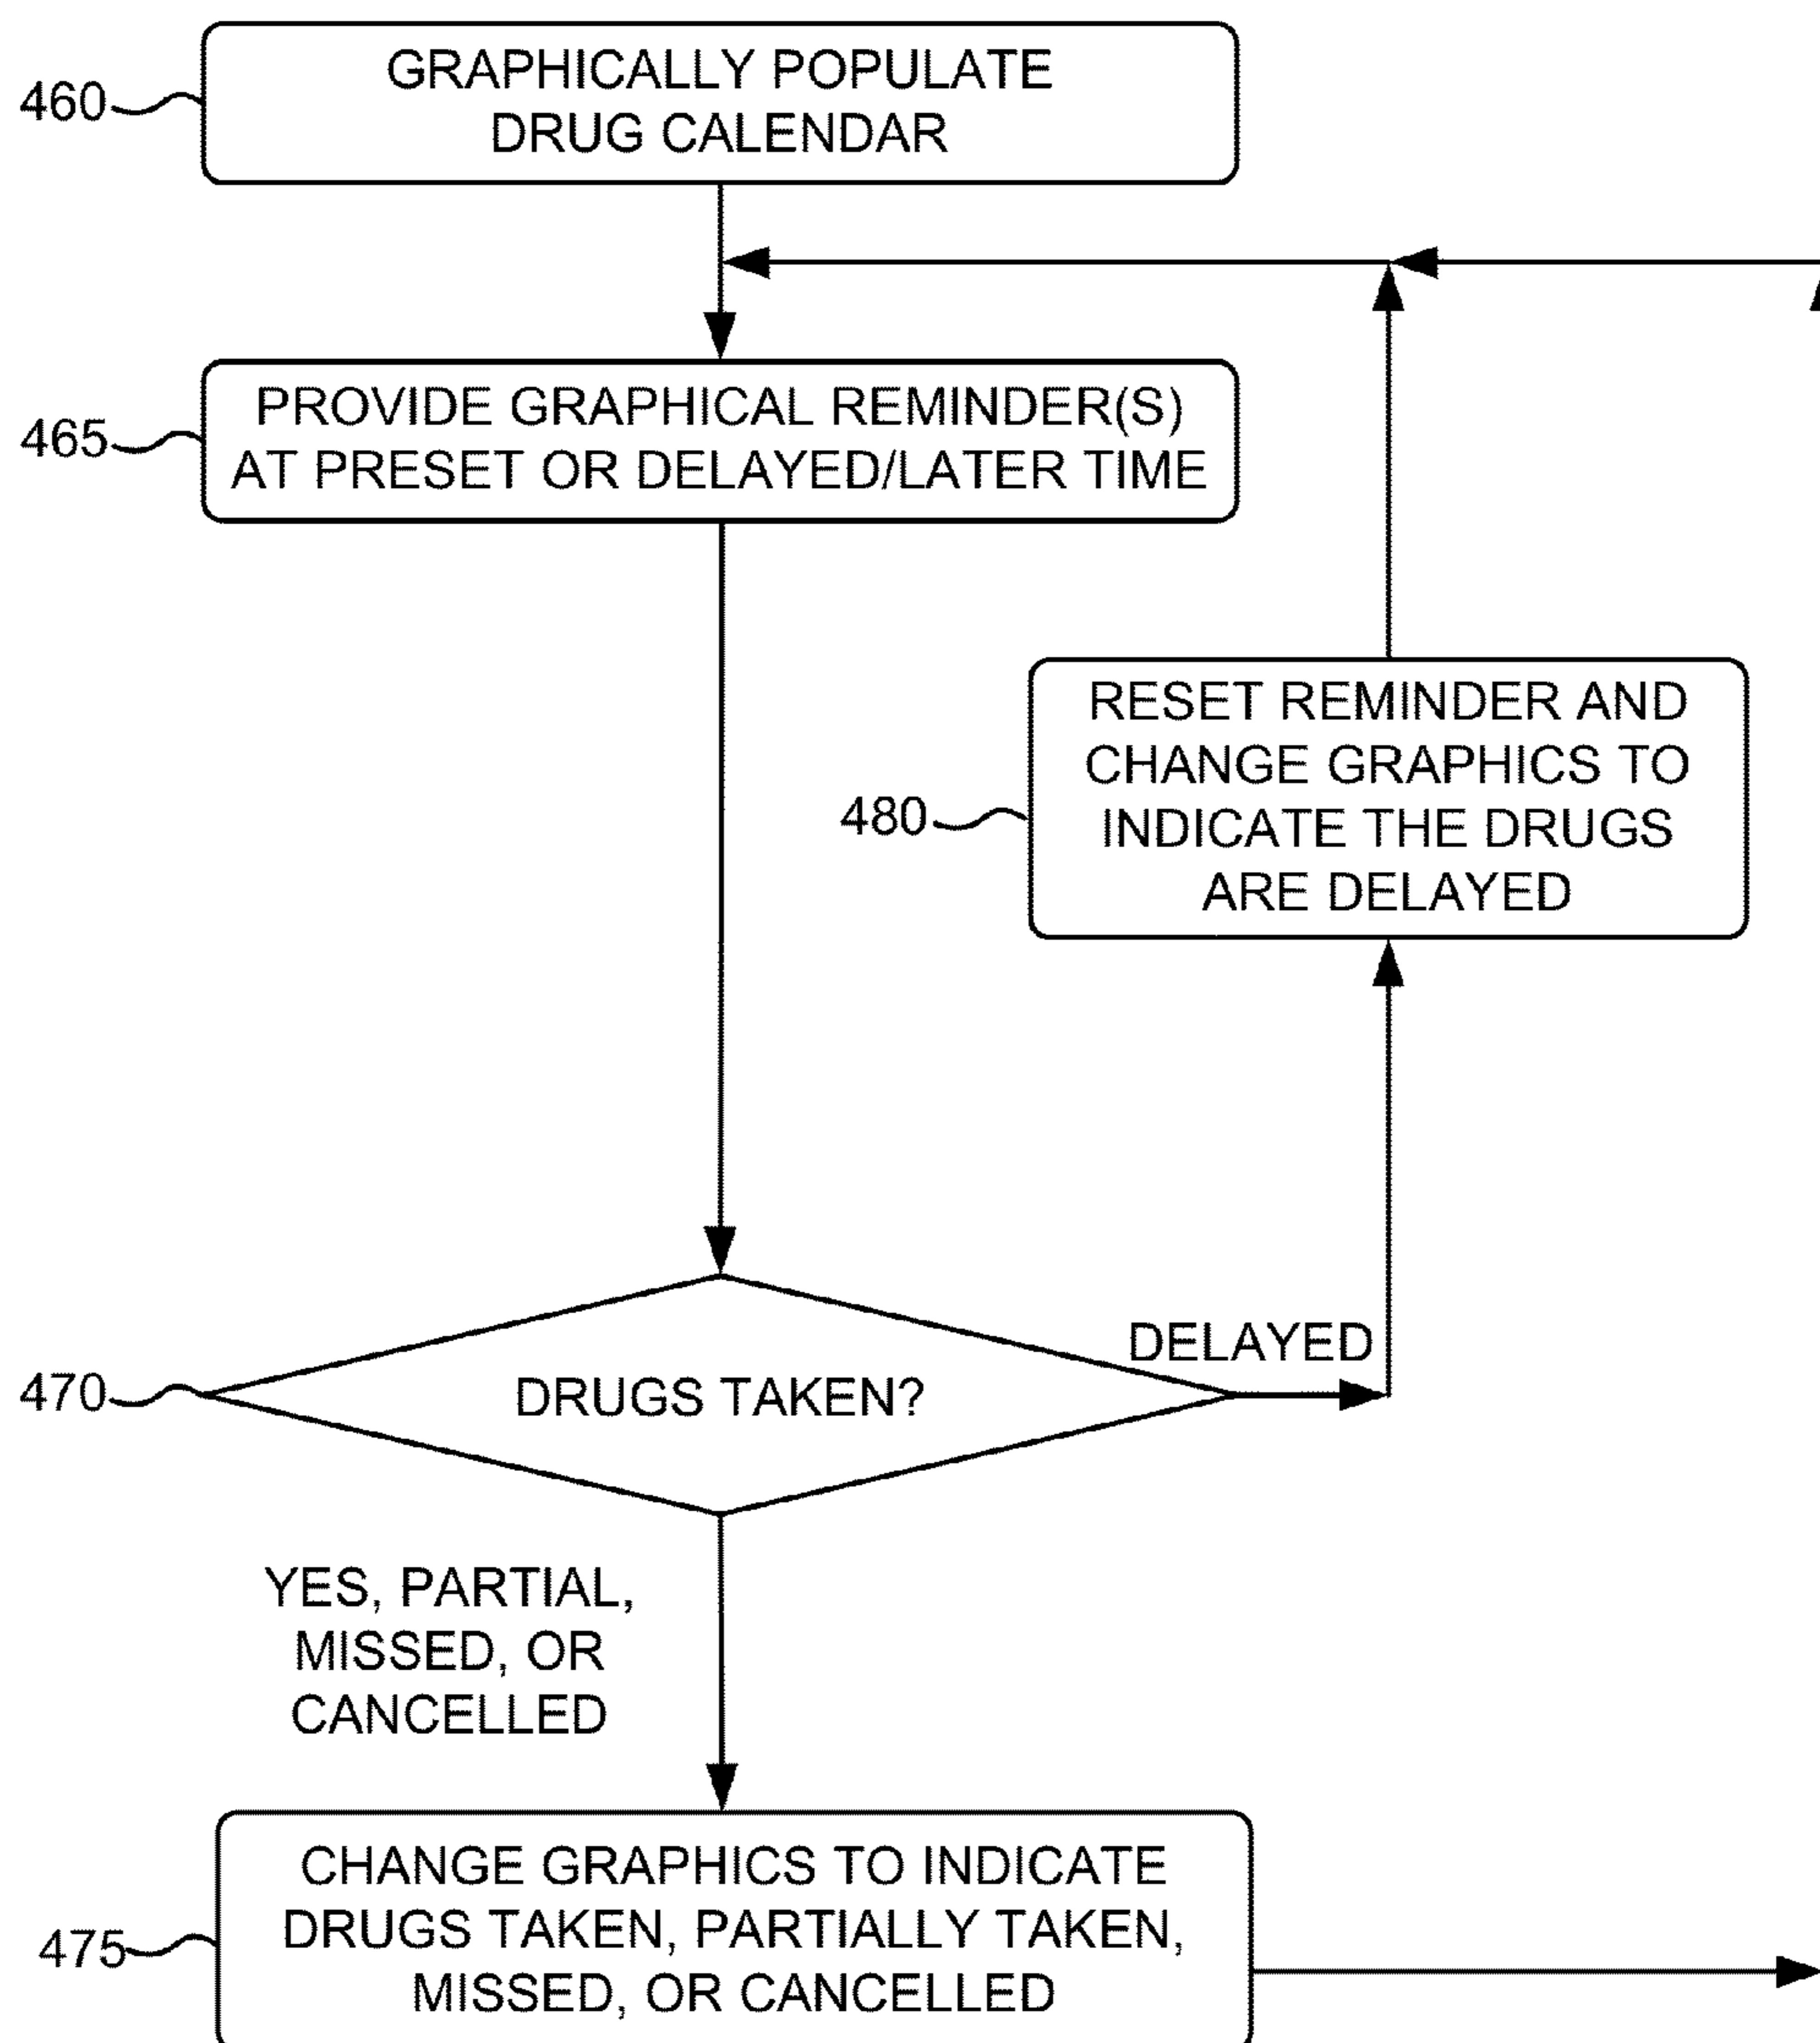 460
GRAPHICALLY POPULATE
DRUG CALENDAR
465
PROVIDE GRAPHICAL REMINDER(S)
AT PRESET OR DELAYED/LATER TIME
480
RESET REMINDER AND
CHANGE GRAPHICS TO
INDICATE THE DRUGS
ARE DELAYED
470
DRUGS TAKEN?
DELAYED
YES, PARTIAL,
MISSED, OR
CANCELLED
475
CHANGE GRAPHICS TO INDICATE
DRUGS TAKEN, PARTIALLY TAKEN,
MISSED, OR CANCELLED